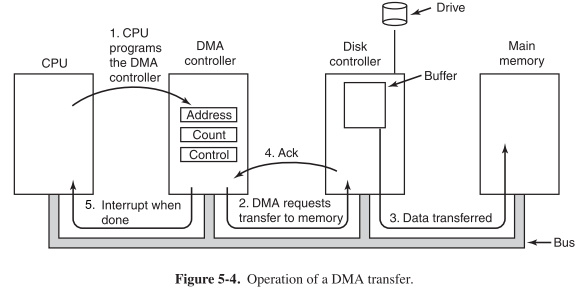 Drive
1. CPU
programs
the DMA
controller
CPU
DMA
controller
Disk
controller
Main
memory
Buffer
Address
Count
Control
4. Ack
5. Interrupt when
done
2. DMA requests
transfer to memory
3. Data transferred
Bus
Figure 5-4. Operation of a DMA transfer.